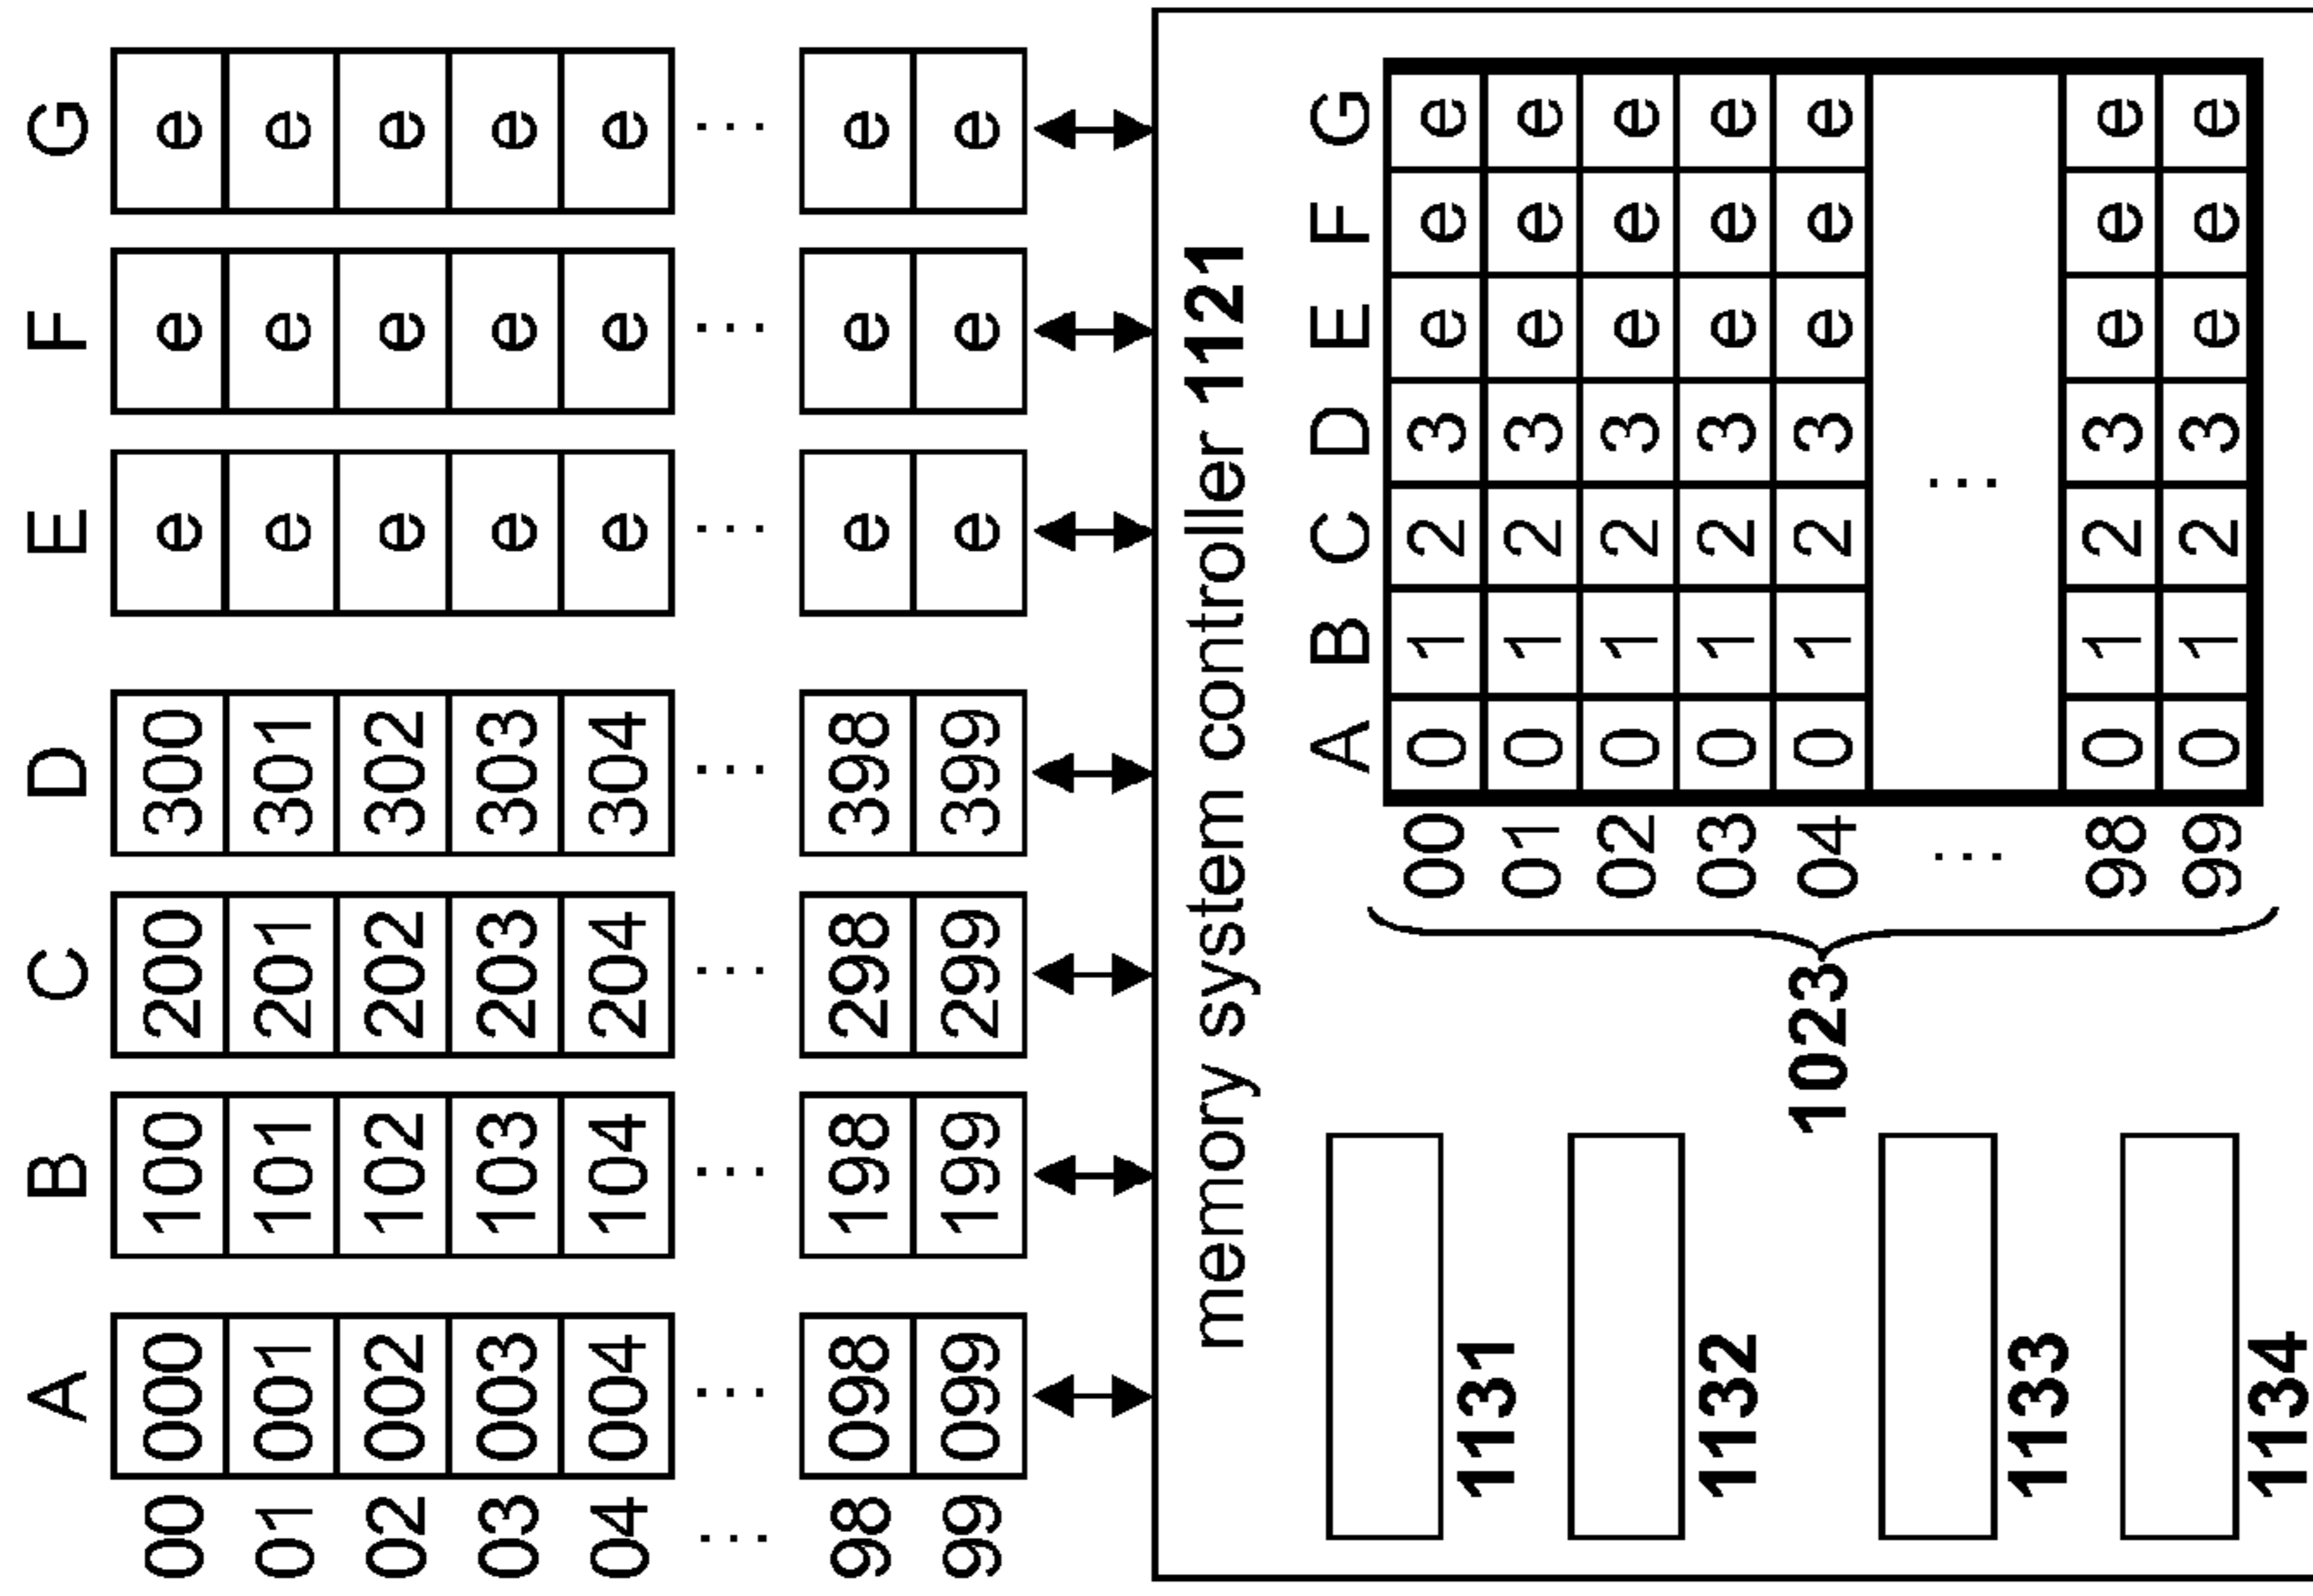 A B C D E F G
00 000 100 200 300 e e e
01 001 101 201 301 e e e
02 002 102 202 302 e e e
03 003 103 203 303 e e e
04 004 104 204 304 e e e
... ... ... ... ... ... ... ...
98 098 198 298 398 e e e
99 099 199 299 399 e e e
memory system controller 1121
A B C D E F G
00 0 1 2 3 e e e
1131
01 0 1 2 3 e e e
02 0 1 2 3 e e e
1132
03 0 1 2 3 e e e
1023
04 0 1 2 3 e e e
... ...
1133
98 0 1 2 3 e e e
99 0 1 2 3 e e e
1134